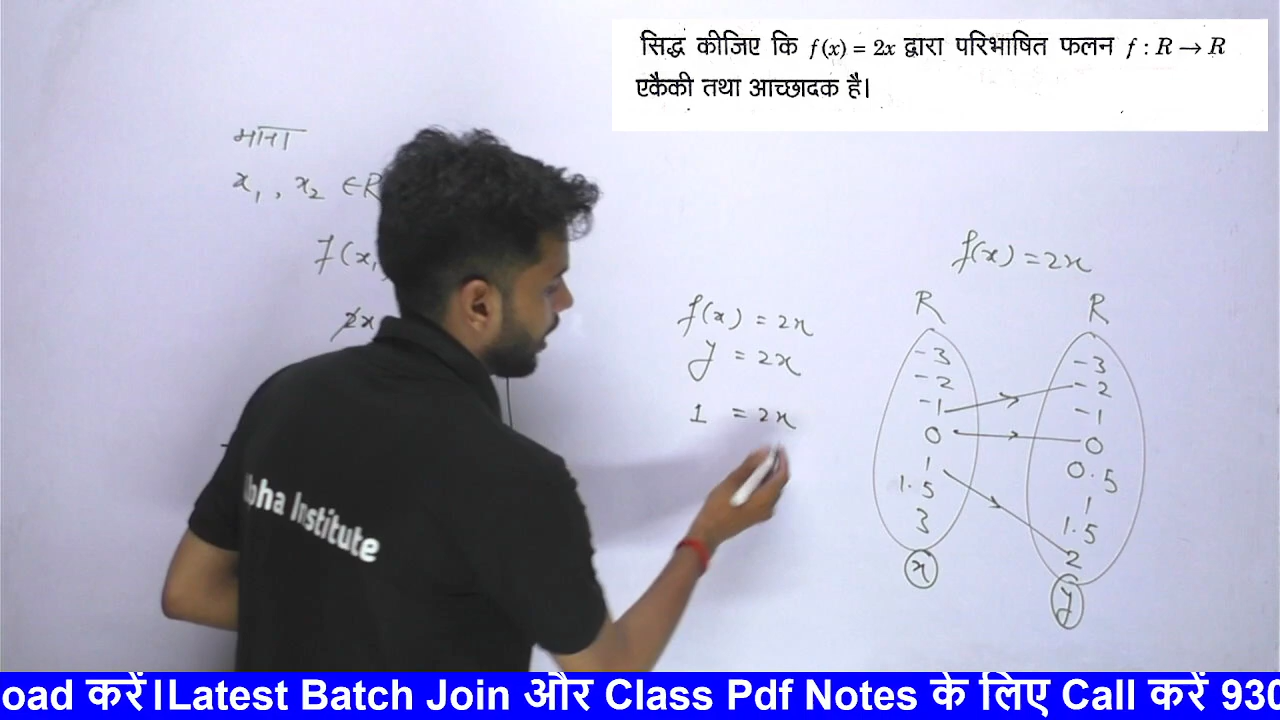 सिद्ध कीजिए कि f(x) = 2x द्वारा परिभाषित फलन f : R → R
एकैकी तथा आच्छादक है।
माना
x₁, x₂ ∈ R
f(x₁
2x
f(x) = 2x
y = 2x
1 = 2x
f(x) = 2x
R
-3
-2
-1
0
1
1.5
3
x
R
-3
-2
-1
0
0.5
1
1.5
2
y
Institute
oad करें।Latest Batch Join और Class Pdf Notes के लिए Call करें 930